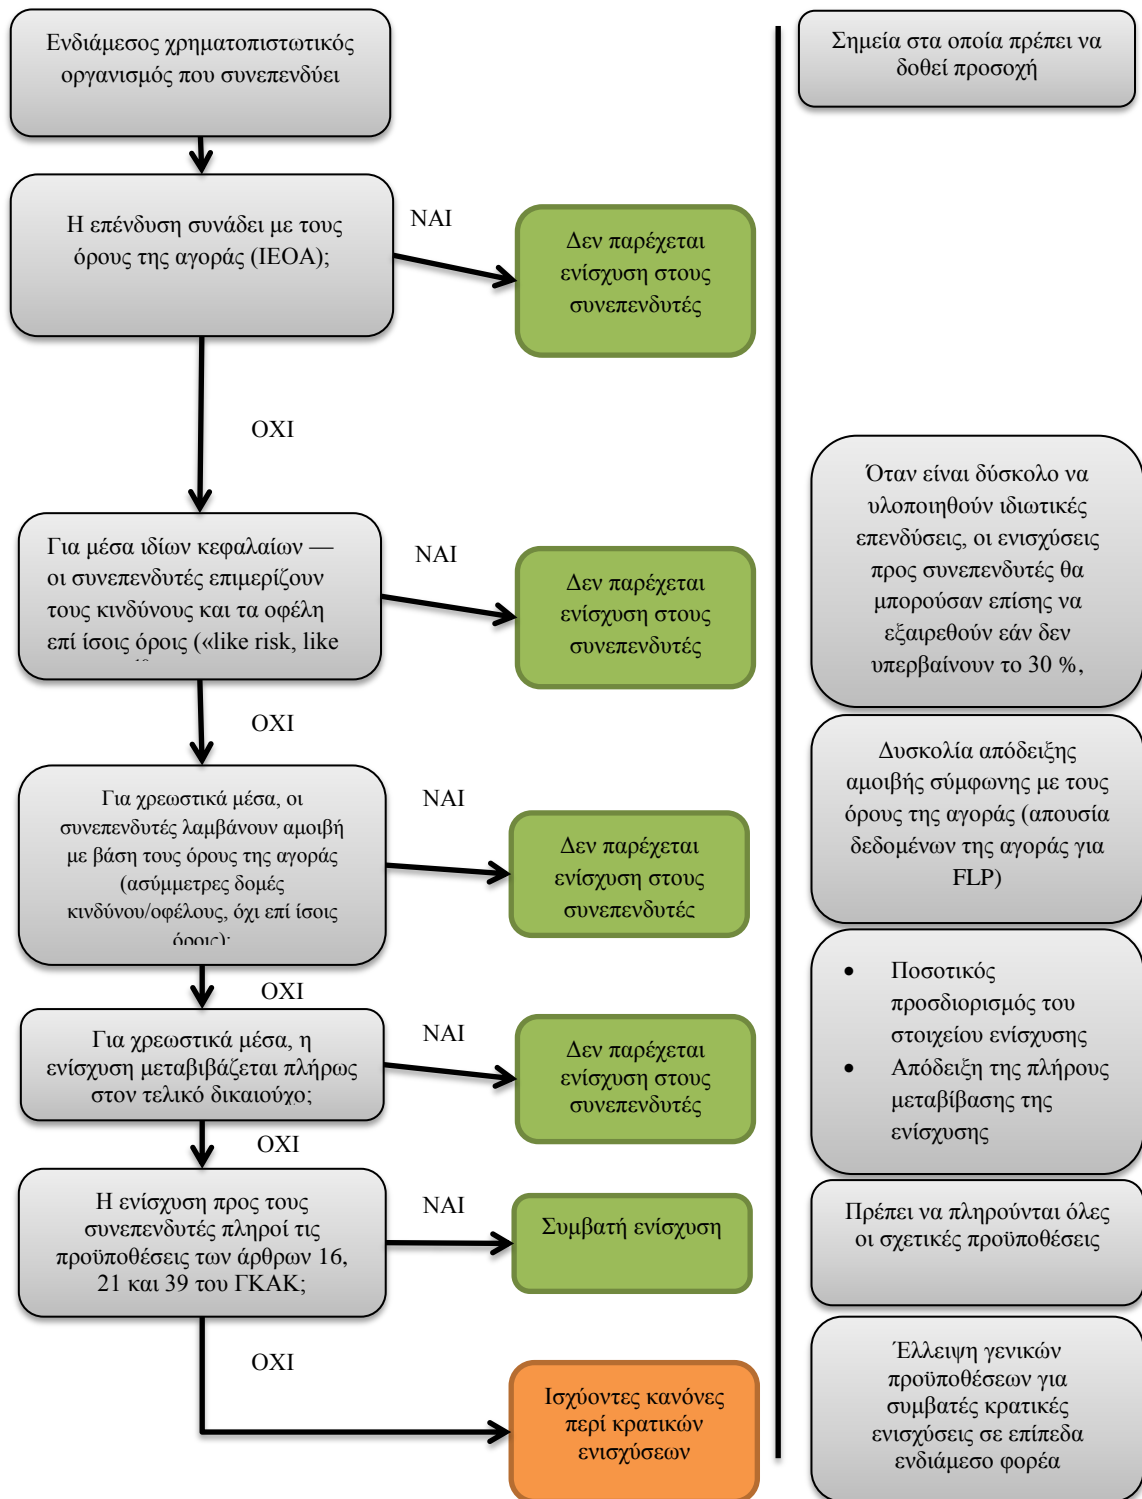 Ενδιάμεσος χρηματοπιστωτικός
οργανισμός που συνεπενδύει
Σημεία στα οποία πρέπει να
δοθεί προσοχή
Η επένδυση συνάδει με τους
όρους της αγοράς (ΙΕΟΑ);
ΝΑΙ
Δεν παρέχεται
ενίσχυση στους
συνεπενδυτές
ΟΧΙ
Όταν είναι δύσκολο να
υλοποιηθούν ιδιωτικές
επενδύσεις, οι ενισχύσεις
προς συνεπενδυτές θα
μπορούσαν επίσης να
εξαιρεθούν εάν δεν
υπερβαίνουν το 30 %,
Για μέσα ιδίων κεφαλαίων —
οι συνεπενδυτές επιμερίζουν
τους κινδύνους και τα οφέλη
επί ίσοις όροις («like risk, like
ΝΑΙ
Δεν παρέχεται
ενίσχυση στους
συνεπενδυτές
ΟΧΙ
Δυσκολία απόδειξης
αμοιβής σύμφωνης με τους
όρους της αγοράς (απουσία
δεδομένων της αγοράς για
FLP)
Για χρεωστικά μέσα, οι
συνεπενδυτές λαμβάνουν αμοιβή
με βάση τους όρους της αγοράς
(ασύμμετρες δομές
κινδύνου/οφέλους, όχι επί ίσοις
όροις);
ΝΑΙ
Δεν παρέχεται
ενίσχυση στους
συνεπενδυτές
ΟΧΙ
• Ποσοτικός
προσδιορισμός του
στοιχείου ενίσχυσης
• Απόδειξη της πλήρους
μεταβίβασης της
ενίσχυσης
Για χρεωστικά μέσα, η
ενίσχυση μεταβιβάζεται πλήρως
στον τελικό δικαιούχο;
ΝΑΙ
Δεν παρέχεται
ενίσχυση στους
συνεπενδυτές
ΟΧΙ
Η ενίσχυση προς τους
συνεπενδυτές πληροί τις
προϋποθέσεις των άρθρων 16,
21 και 39 του ΓΚΑΚ;
ΝΑΙ
Συμβατή ενίσχυση
Πρέπει να πληρούνται όλες
οι σχετικές προϋποθέσεις
ΟΧΙ
Ισχύοντες κανόνες
περί κρατικών
ενισχύσεων
Έλλειψη γενικών
προϋποθέσεων για
συμβατές κρατικές
ενισχύσεις σε επίπεδα
ενδιάμεσο φορέα